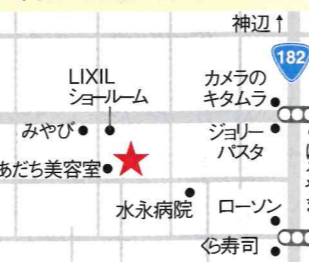 神辺↑
182
LIXIL
ショールーム
カメラの
キタムラ
みやび
ジョリー
パスタ
あだち美容室
水永病院
ローソン
くら寿司